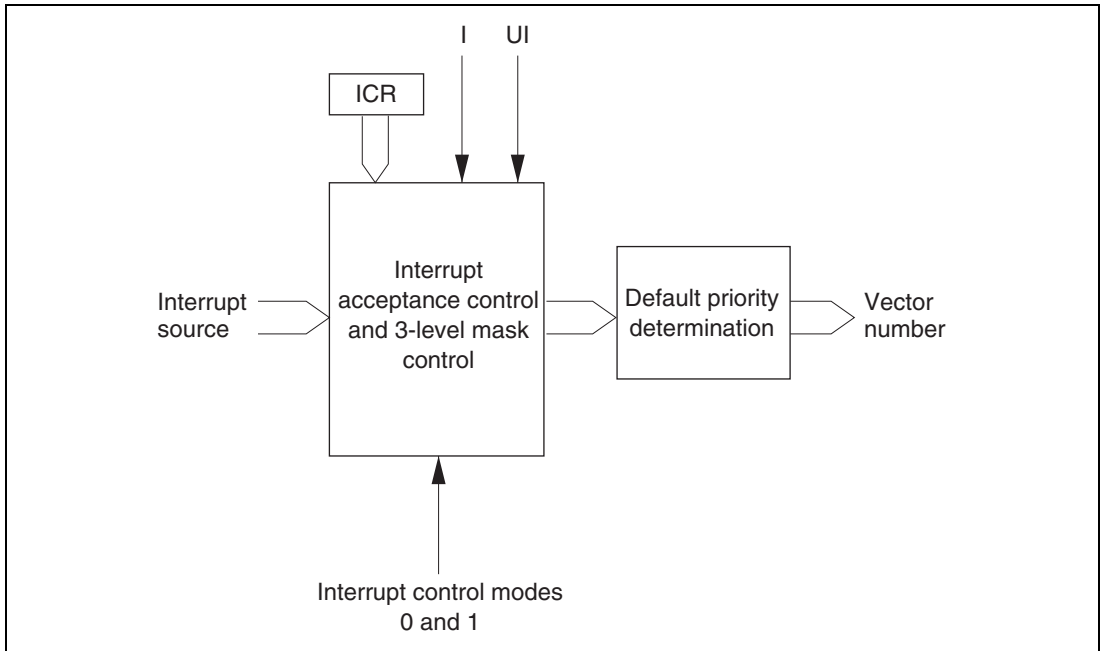 I UI
ICR
Interrupt
acceptance control
and 3-level mask
control
Interrupt
source
Default priority
determination
Vector
number
Interrupt control modes
0 and 1